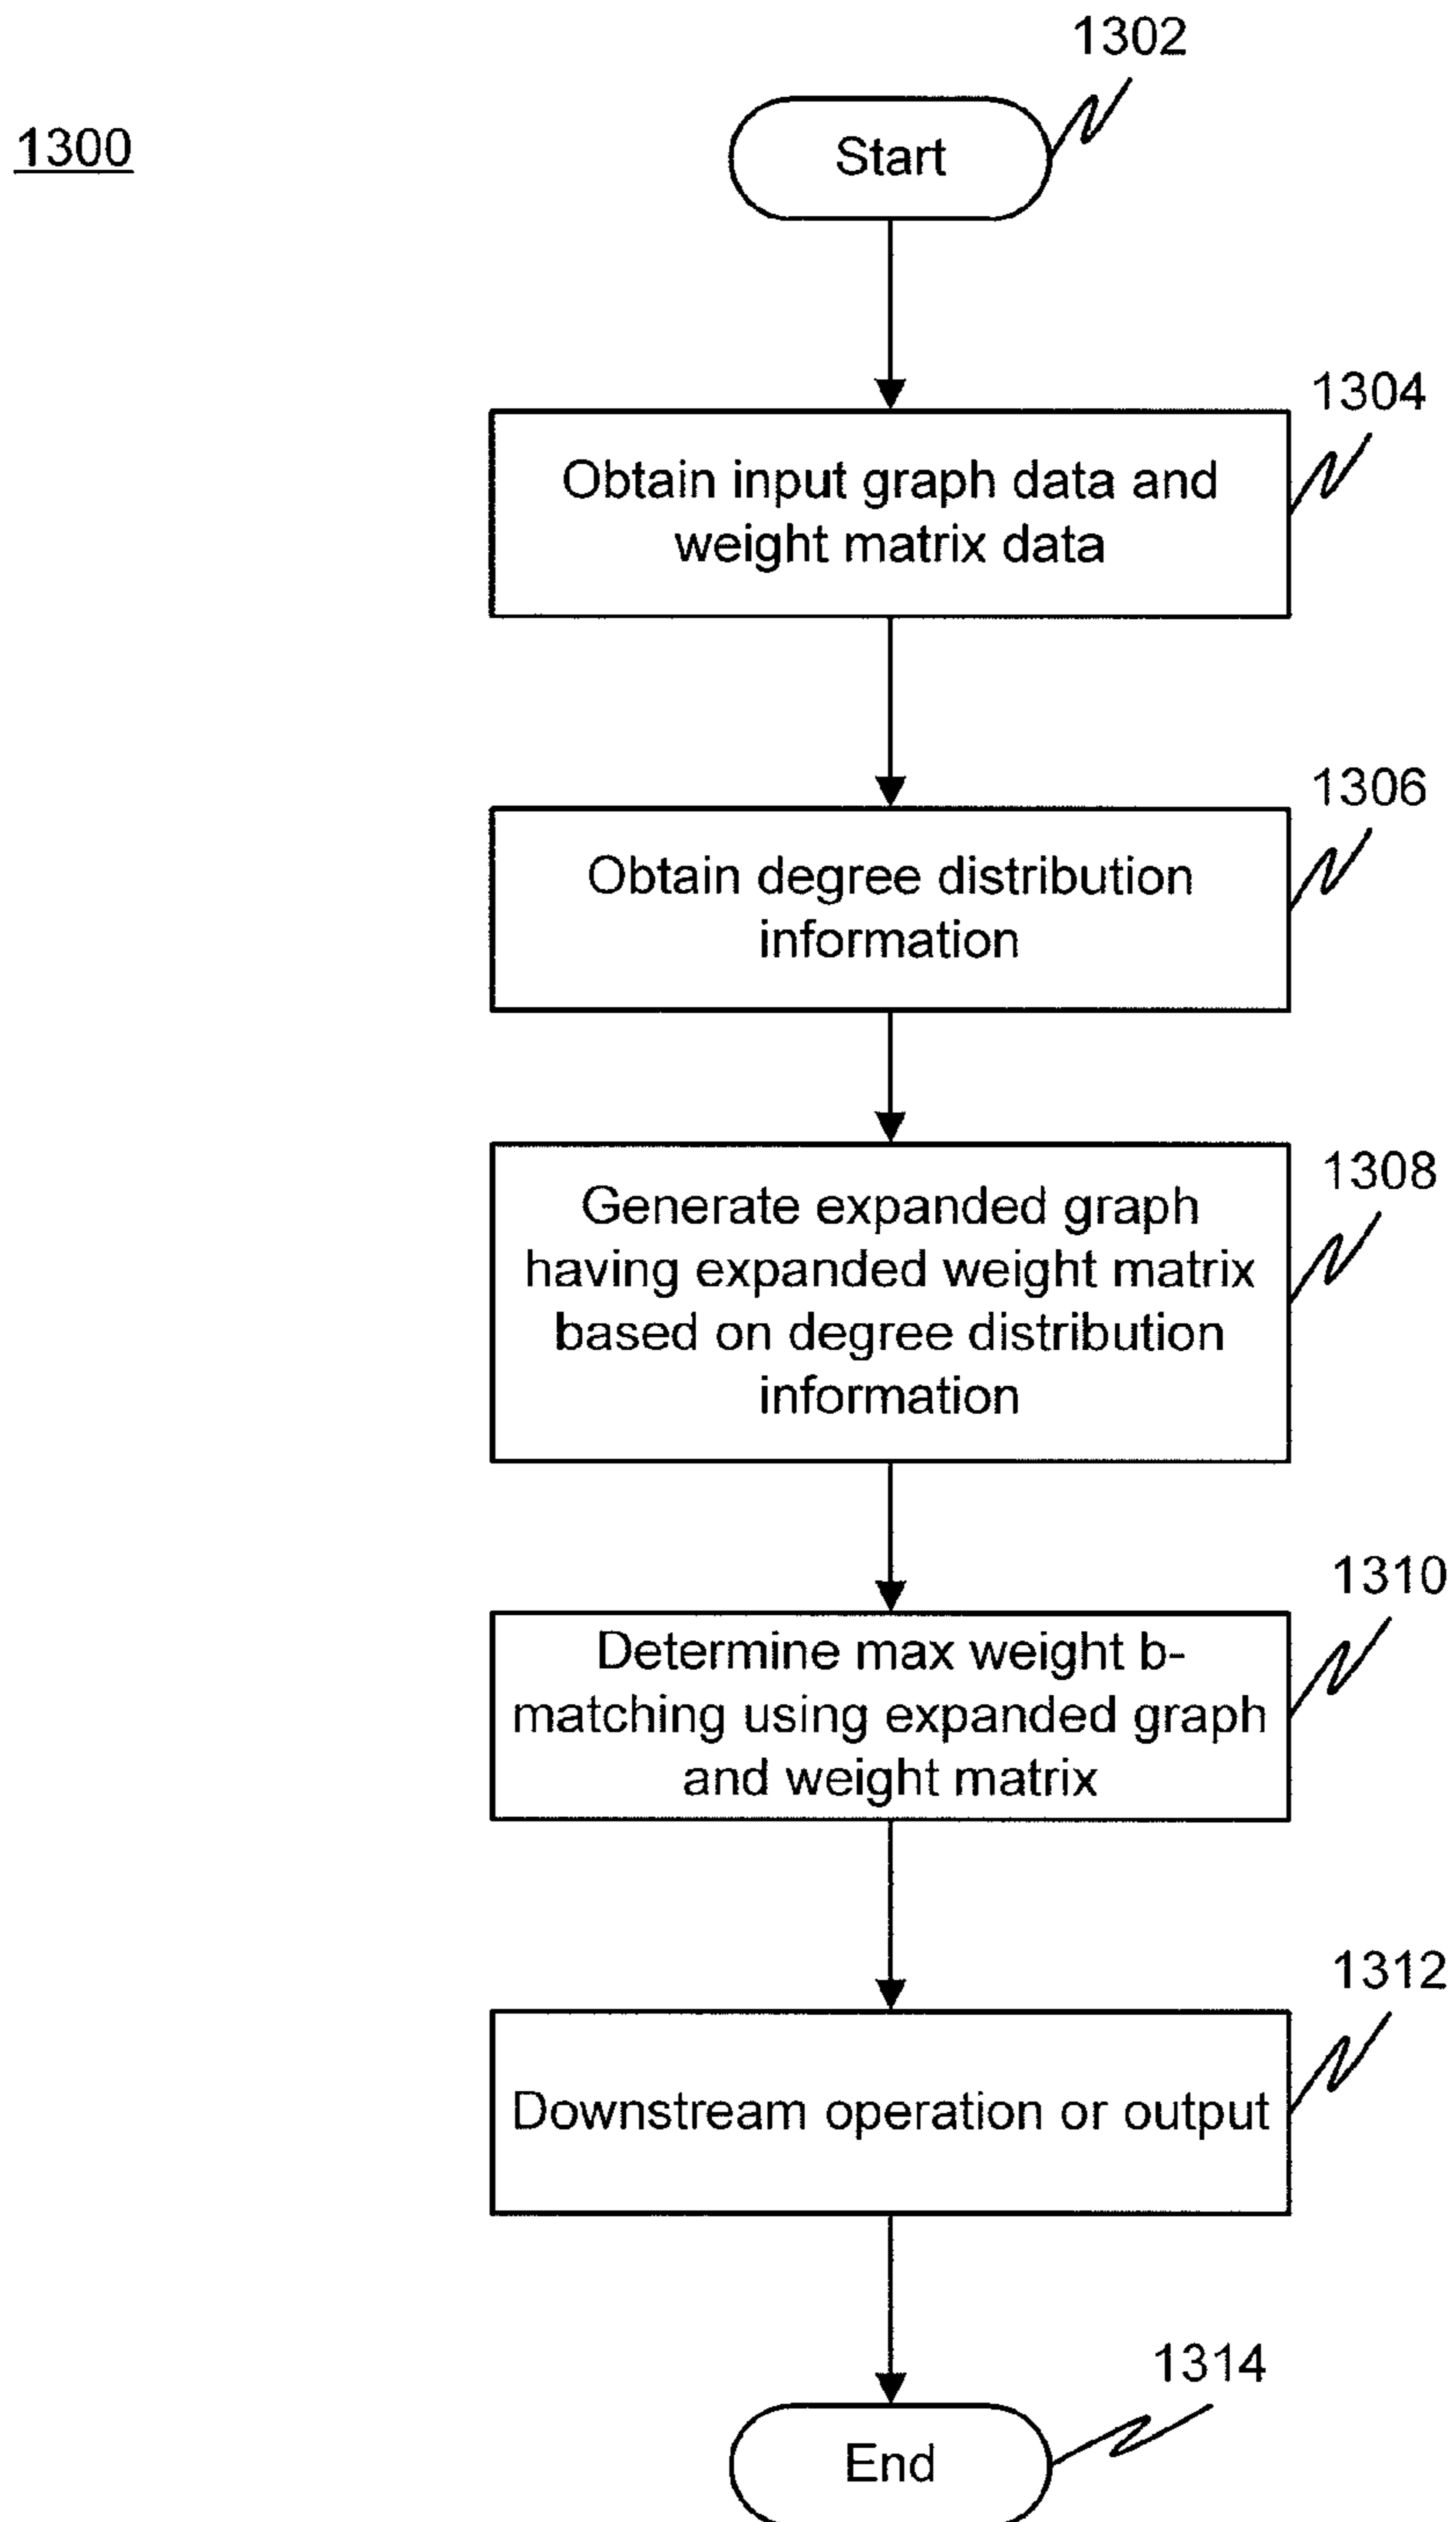 1302
1300
Start
1304
Obtain input graph data and
weight matrix data
1306
Obtain degree distribution
information
1308
Generate expanded graph
having expanded weight matrix
based on degree distribution
information
1310
Determine max weight b-
matching using expanded graph
and weight matrix
1312
Downstream operation or output
1314
End